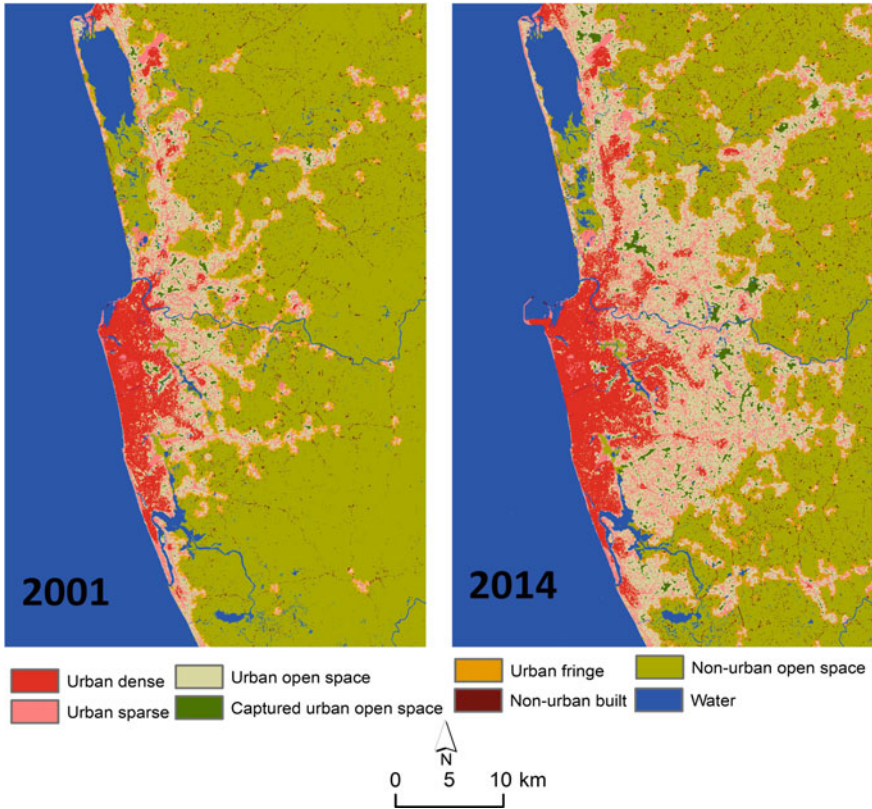 2001
2014
Urban dense
Urban open space
Urban fringe
Non-urban open space
Urban sparse
Captured urban open space
Non-urban built
Water
N
0 5 10 km